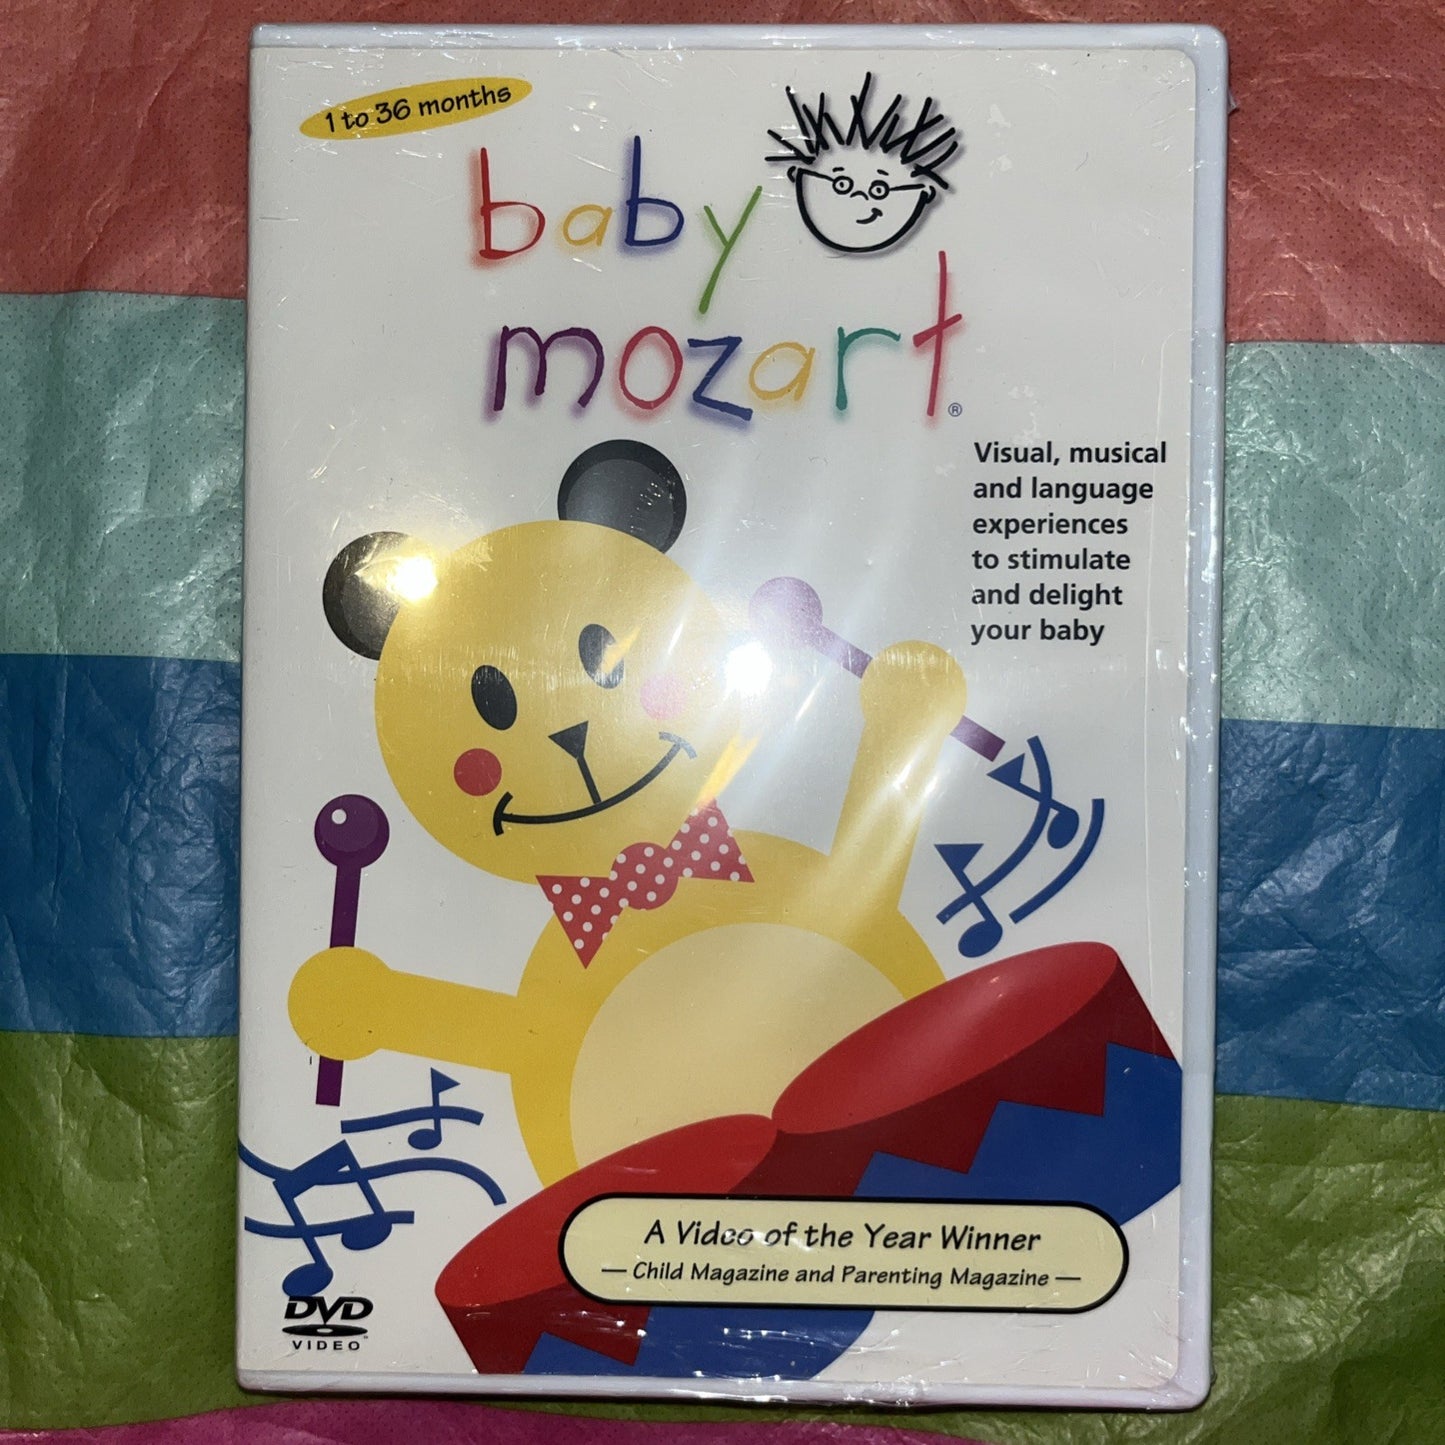 1 to 36 months
baby
mozart®
Visual, musical
and language
experiences
to stimulate
and delight
your baby
A Video of the Year Winner
— Child Magazine and Parenting Magazine —
DVD
VIDEO™